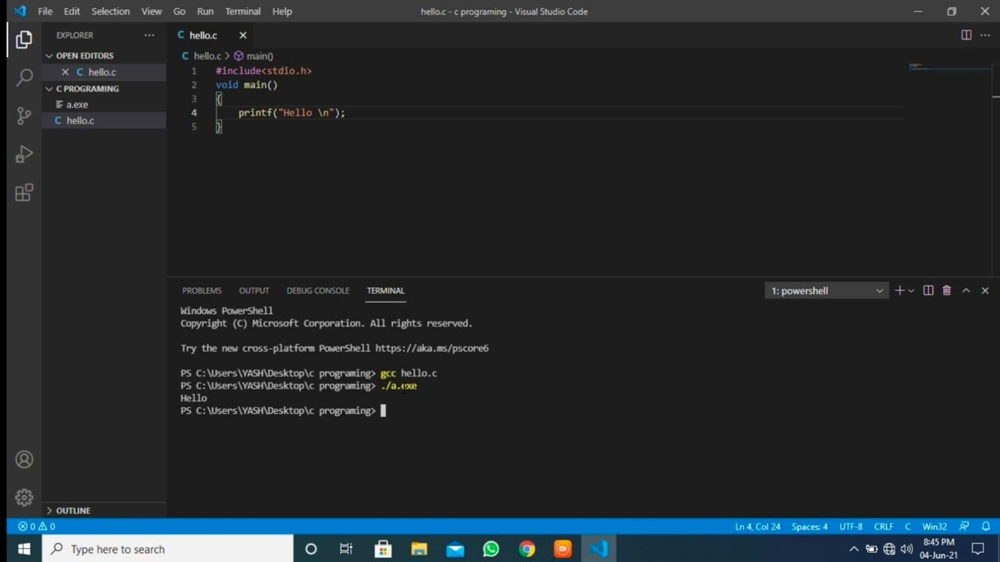 File Edit Selection View Go Run Terminal Help
hello.c - c programing - Visual Studio Code
EXPLORER
OPEN EDITORS
hello.c
C PROGRAMING
a.exe
C hello.c
OUTLINE
C hello.c
C hello.c > main()
1 #include<stdio.h>
2 void main()
3 {
4 printf("Hello \n");
5 }
PROBLEMS OUTPUT DEBUG CONSOLE TERMINAL
1: powershell
Windows PowerShell
Copyright (C) Microsoft Corporation. All rights reserved.
Try the new cross-platform PowerShell https://aka.ms/pscore6
PS C:\Users\YASH\Desktop\c programing> gcc hello.c
PS C:\Users\YASH\Desktop\c programing> ./a.exe
Hello
PS C:\Users\YASH\Desktop\c programing>
0 0
Ln 4, Col 24 Spaces: 4 UTF-8 CRLF C Win32
Type here to search
8:45 PM
04-Jun-21